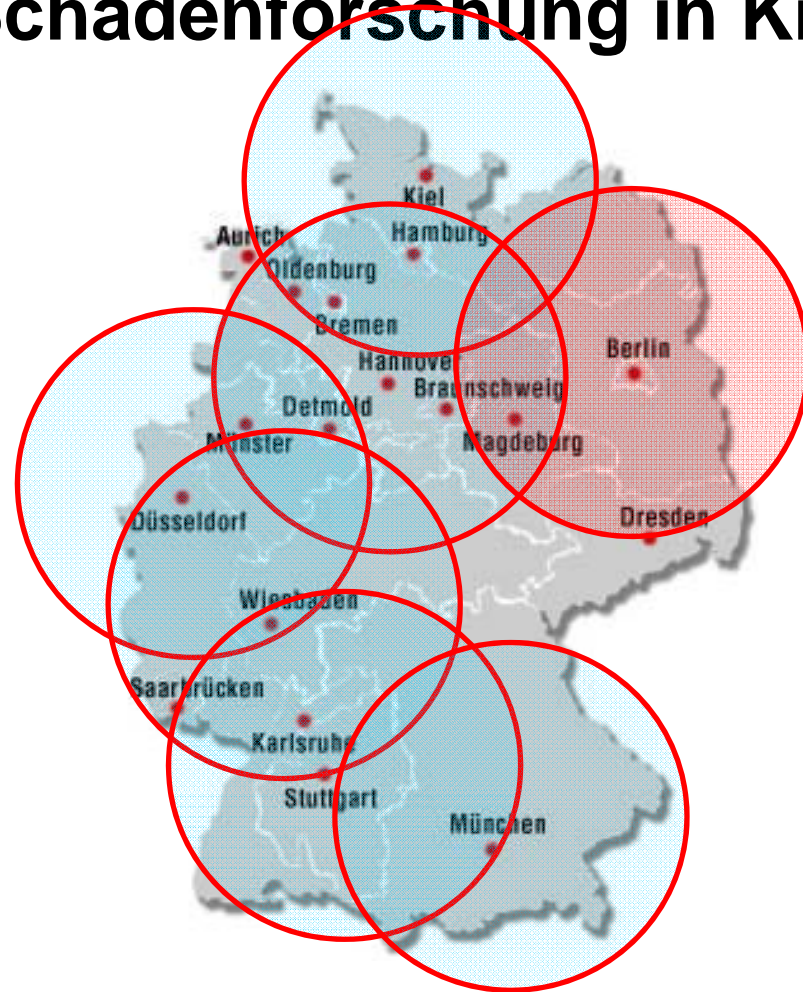 chadenforschung in K
Kiel
Aurich
Hamburg
Oldenburg
Bremen
Hannover
Berlin
Braunschweig
Detmold
Münster
Magdeburg
Düsseldorf
Dresden
Wiesbaden
Saarbrücken
Karlsruhe
Stuttgart
München